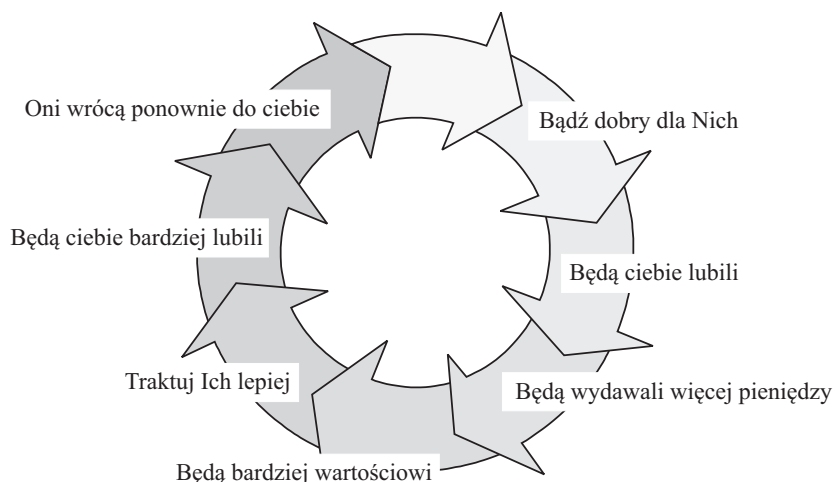 Oni wrócą ponownie do ciebie
Bądź dobry dla Nich
Będą ciebie bardziej lubili
Będą ciebie lubili
Traktuj Ich lepiej
Będą wydawali więcej pieniędzy
Będą bardziej wartościowi